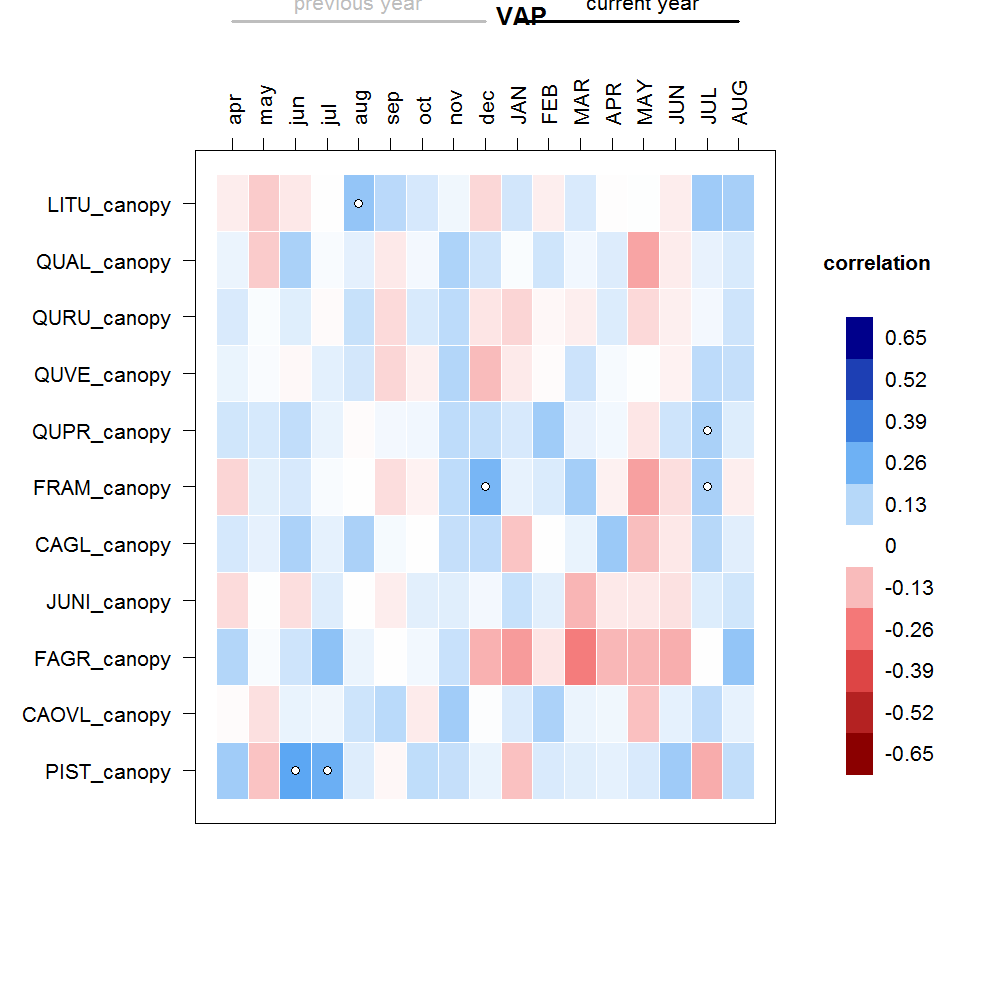 previous year
current year
VAP
apr may jun jul aug sep oct nov dec JAN FEB MAR APR MAY JUN JUL AUG
LITU_canopy
QUAL_canopy
QURU_canopy
QUVE_canopy
QUPR_canopy
FRAM_canopy
CAGL_canopy
JUNI_canopy
FAGR_canopy
CAOVL_canopy
PIST_canopy
correlation
0.65
0.52
0.39
0.26
0.13
0
-0.13
-0.26
-0.39
-0.52
-0.65